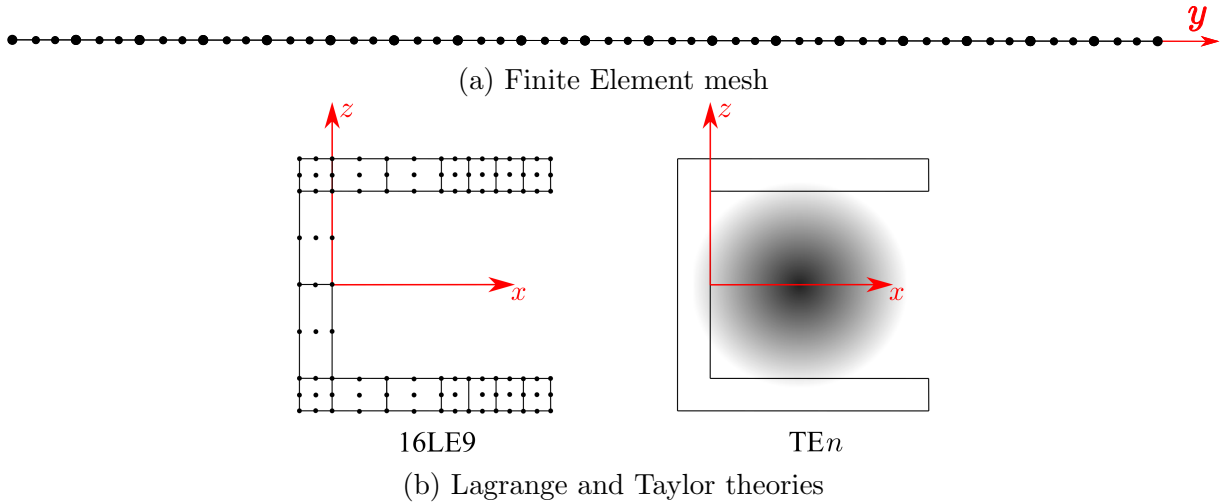 y
(a) Finite Element mesh
z z
x x
16LE9 TEn
(b) Lagrange and Taylor theories